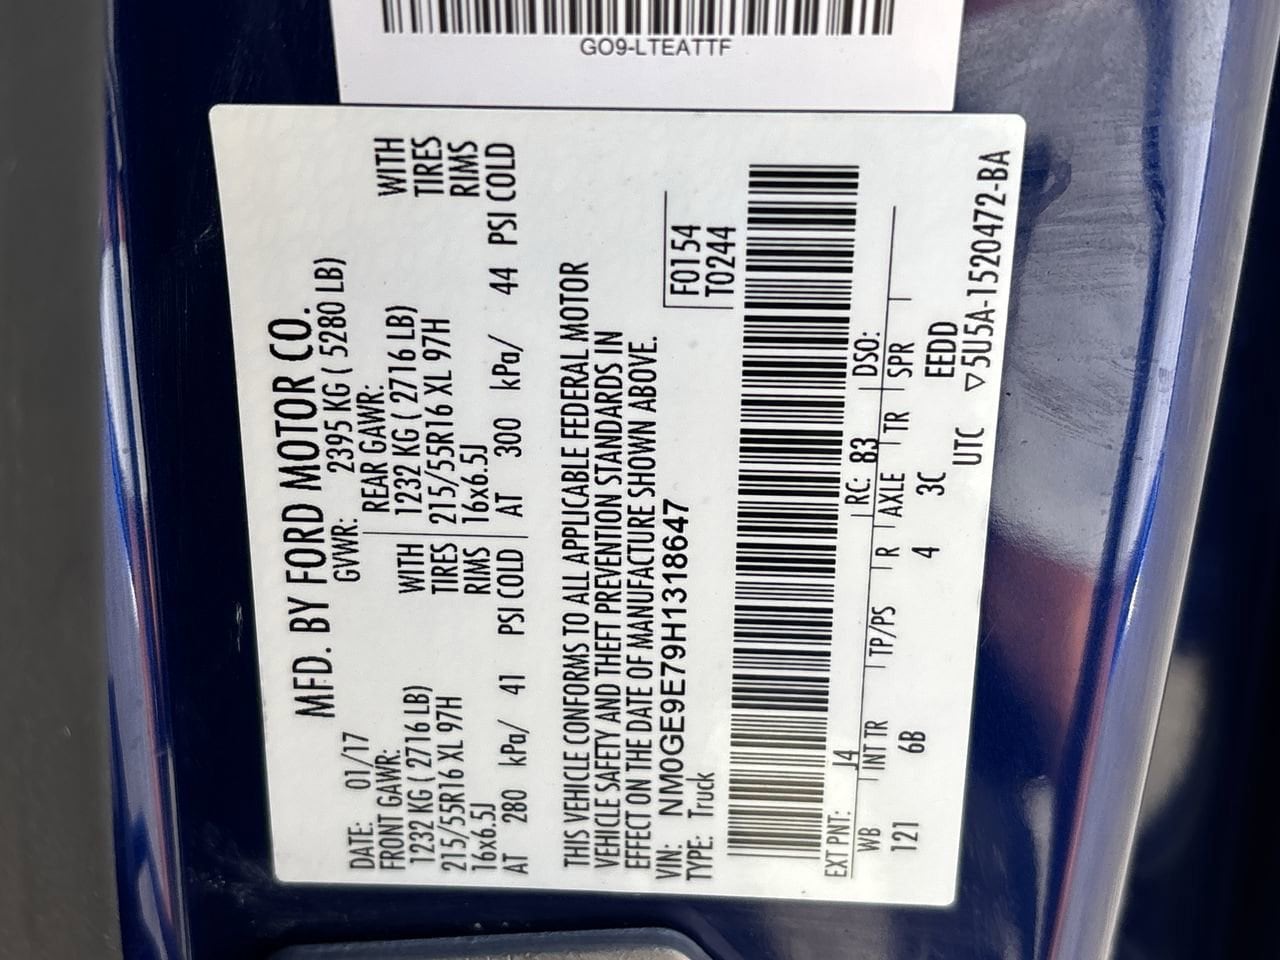 GO9-LTEATTF
MFD. BY FORD MOTOR CO.
DATE: 01/17 GVWR: 2395 KG ( 5280 LB)
FRONT GAWR: REAR GAWR:
1232 KG ( 2716 LB) WITH 1232 KG ( 2716 LB) WITH
215/55R16 XL 97H TIRES 215/55R16 XL 97H TIRES
16x6.5J RIMS 16x6.5J RIMS
AT 280 kPa/ 41 PSI COLD AT 300 kPa/ 44 PSI COLD
THIS VEHICLE CONFORMS TO ALL APPLICABLE FEDERAL MOTOR
VEHICLE SAFETY AND THEFT PREVENTION STANDARDS IN
EFFECT ON THE DATE OF MANUFACTURE SHOWN ABOVE.
VIN: NM0GE9E79H1318647 F0154
TYPE: Truck T0244
EXT PNT: J4 RC: 83 DSO:
WB INT TR TP/PS R AXLE TR SPR
121 6B 4 3C EEDD
UTC ▽5U5A-1520472-BA